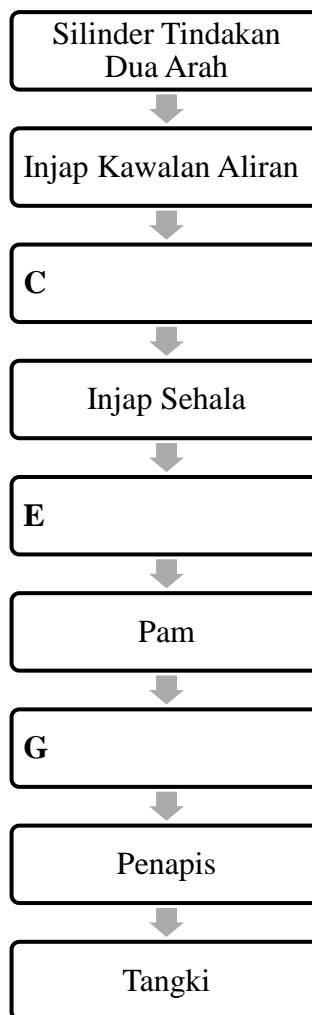 Silinder Tindakan
Dua Arah
Injap Kawalan Aliran
C
Injap Sehala
E
Pam
G
Penapis
Tangki